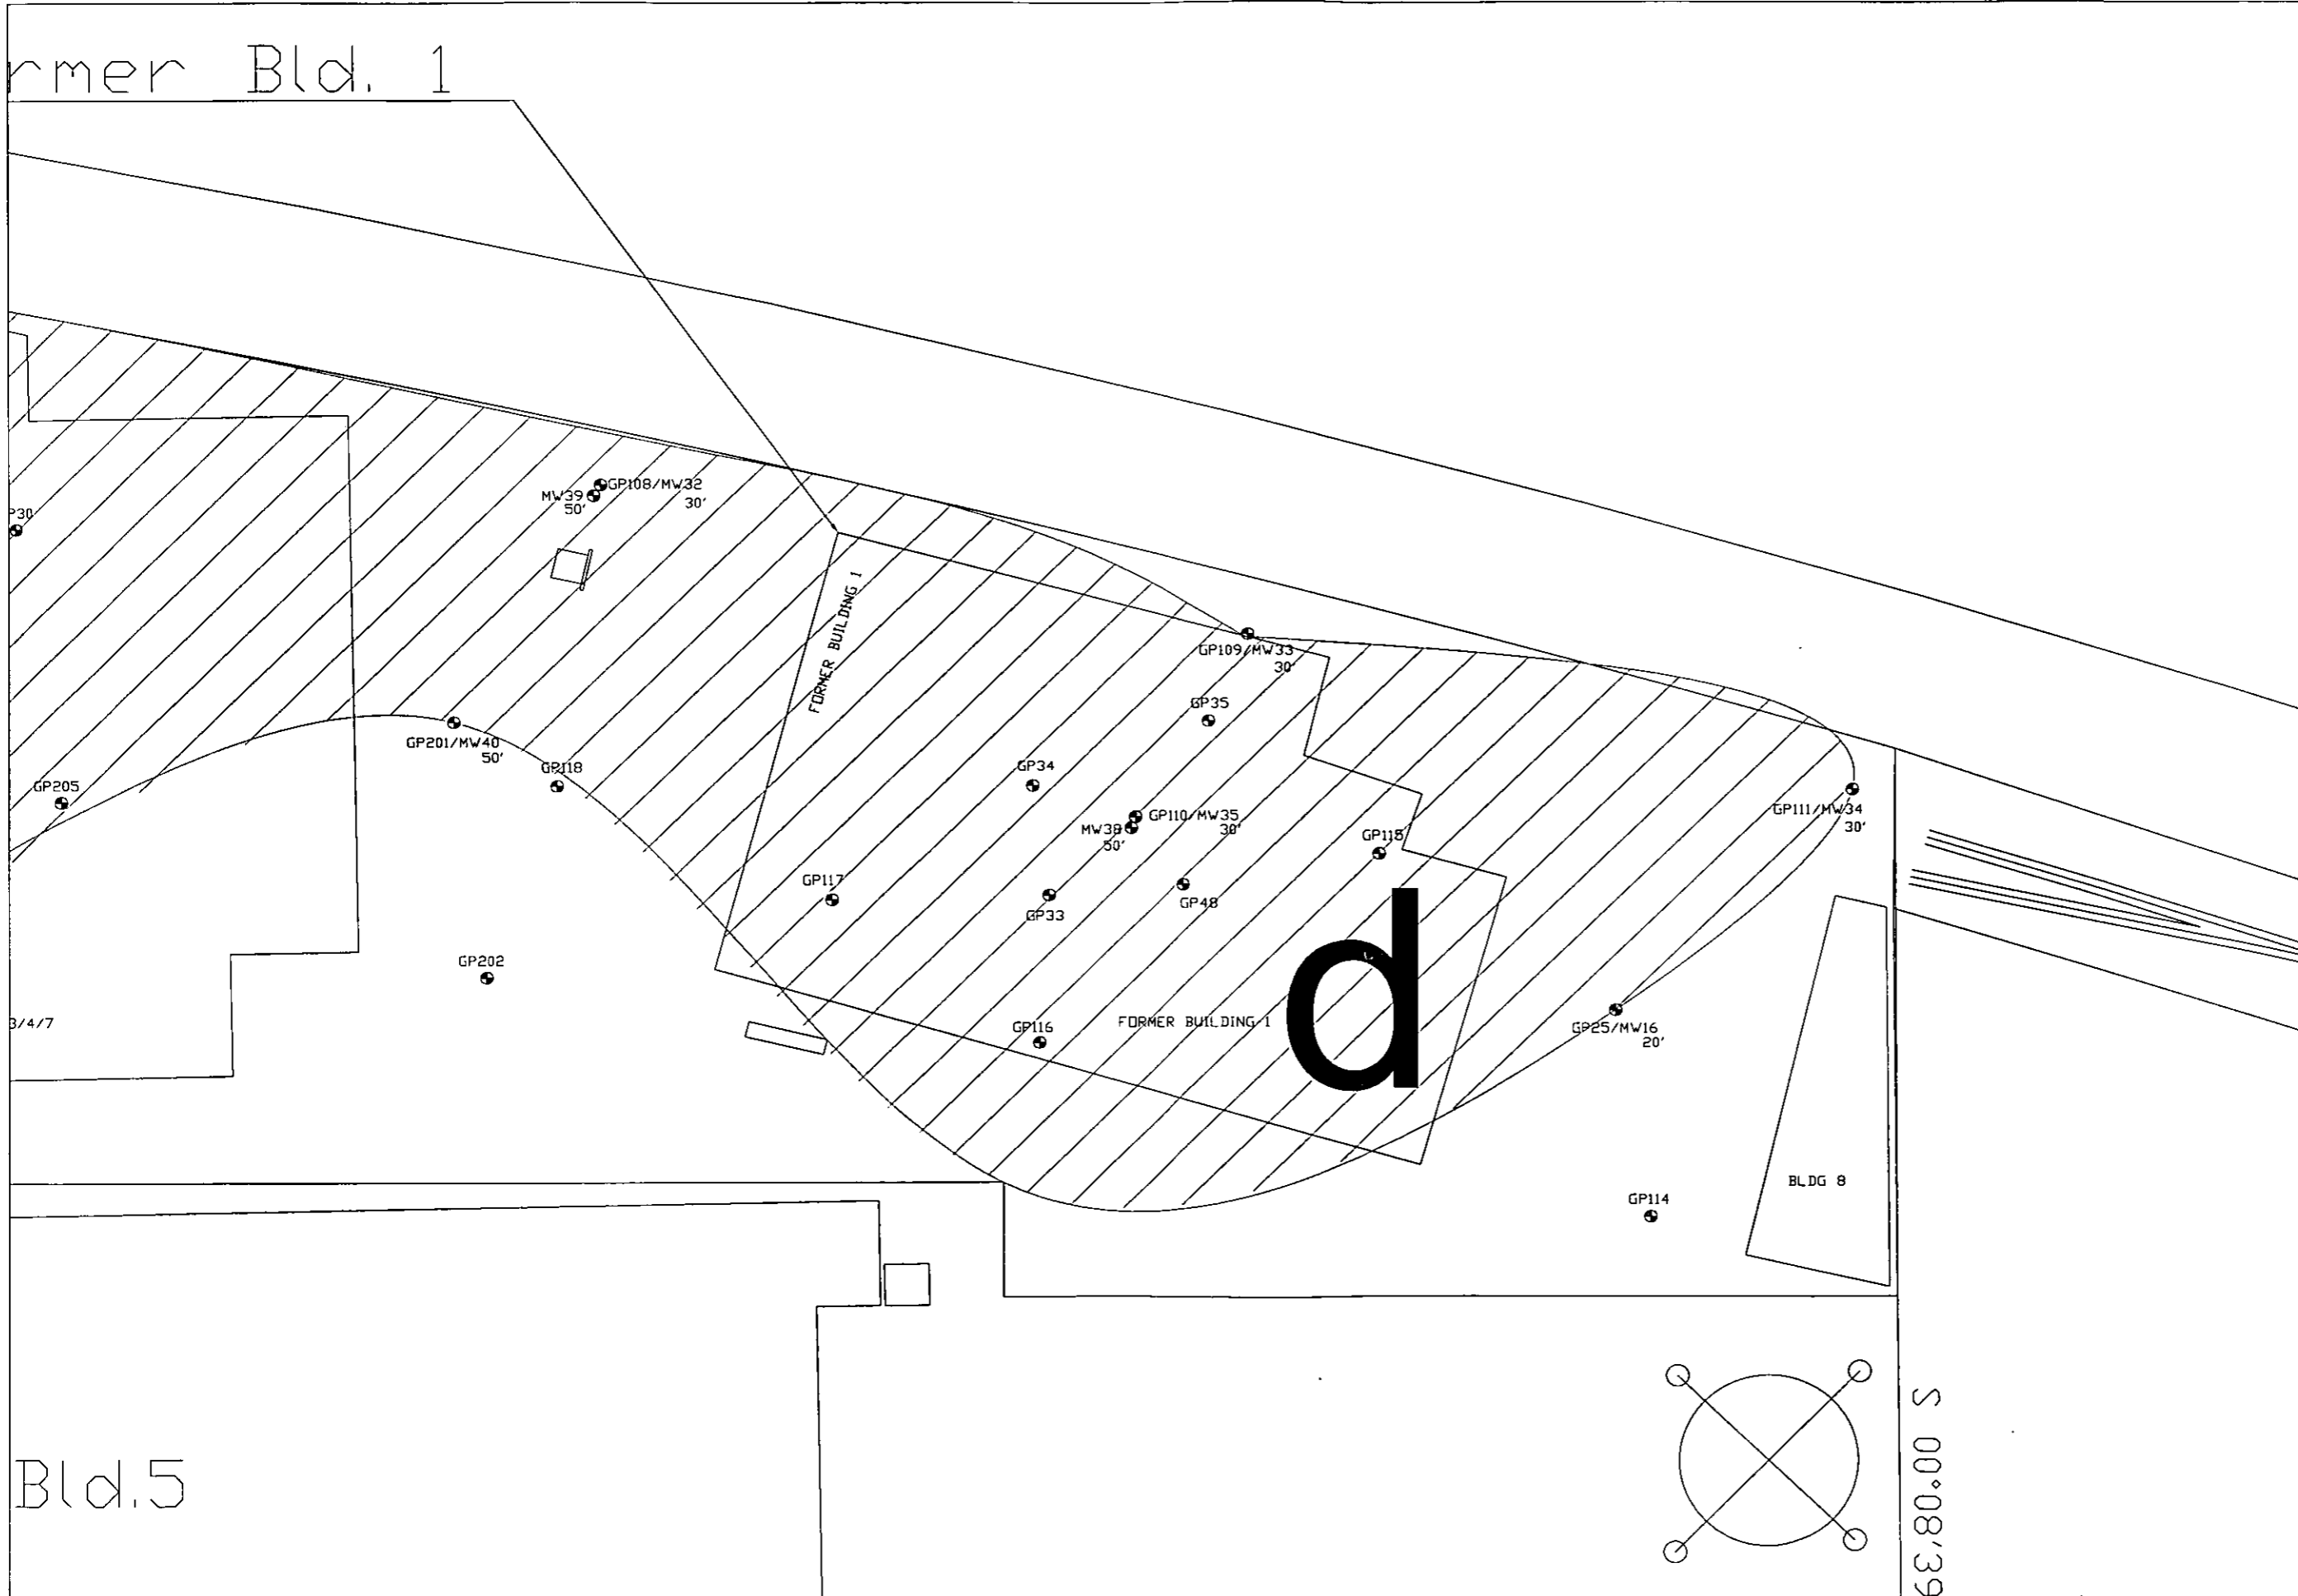 rmer Bld. 1
GP108/MW32
30'
MW39
50'
P30
FORMER BUILDING 1
GP109/MW33
30'
GP35
GP201/MW40
50'
GP118
GP34
GP205
GP110/MW35
30'
MW38
50'
GP111/MW34
30'
GP115
GP117
GP33
GP48
d
GP202
3/4/7
GP116
FORMER BUILDING 1
GP25/MW16
20'
BLDG 8
GP114
Bld.5
S 00°08'39